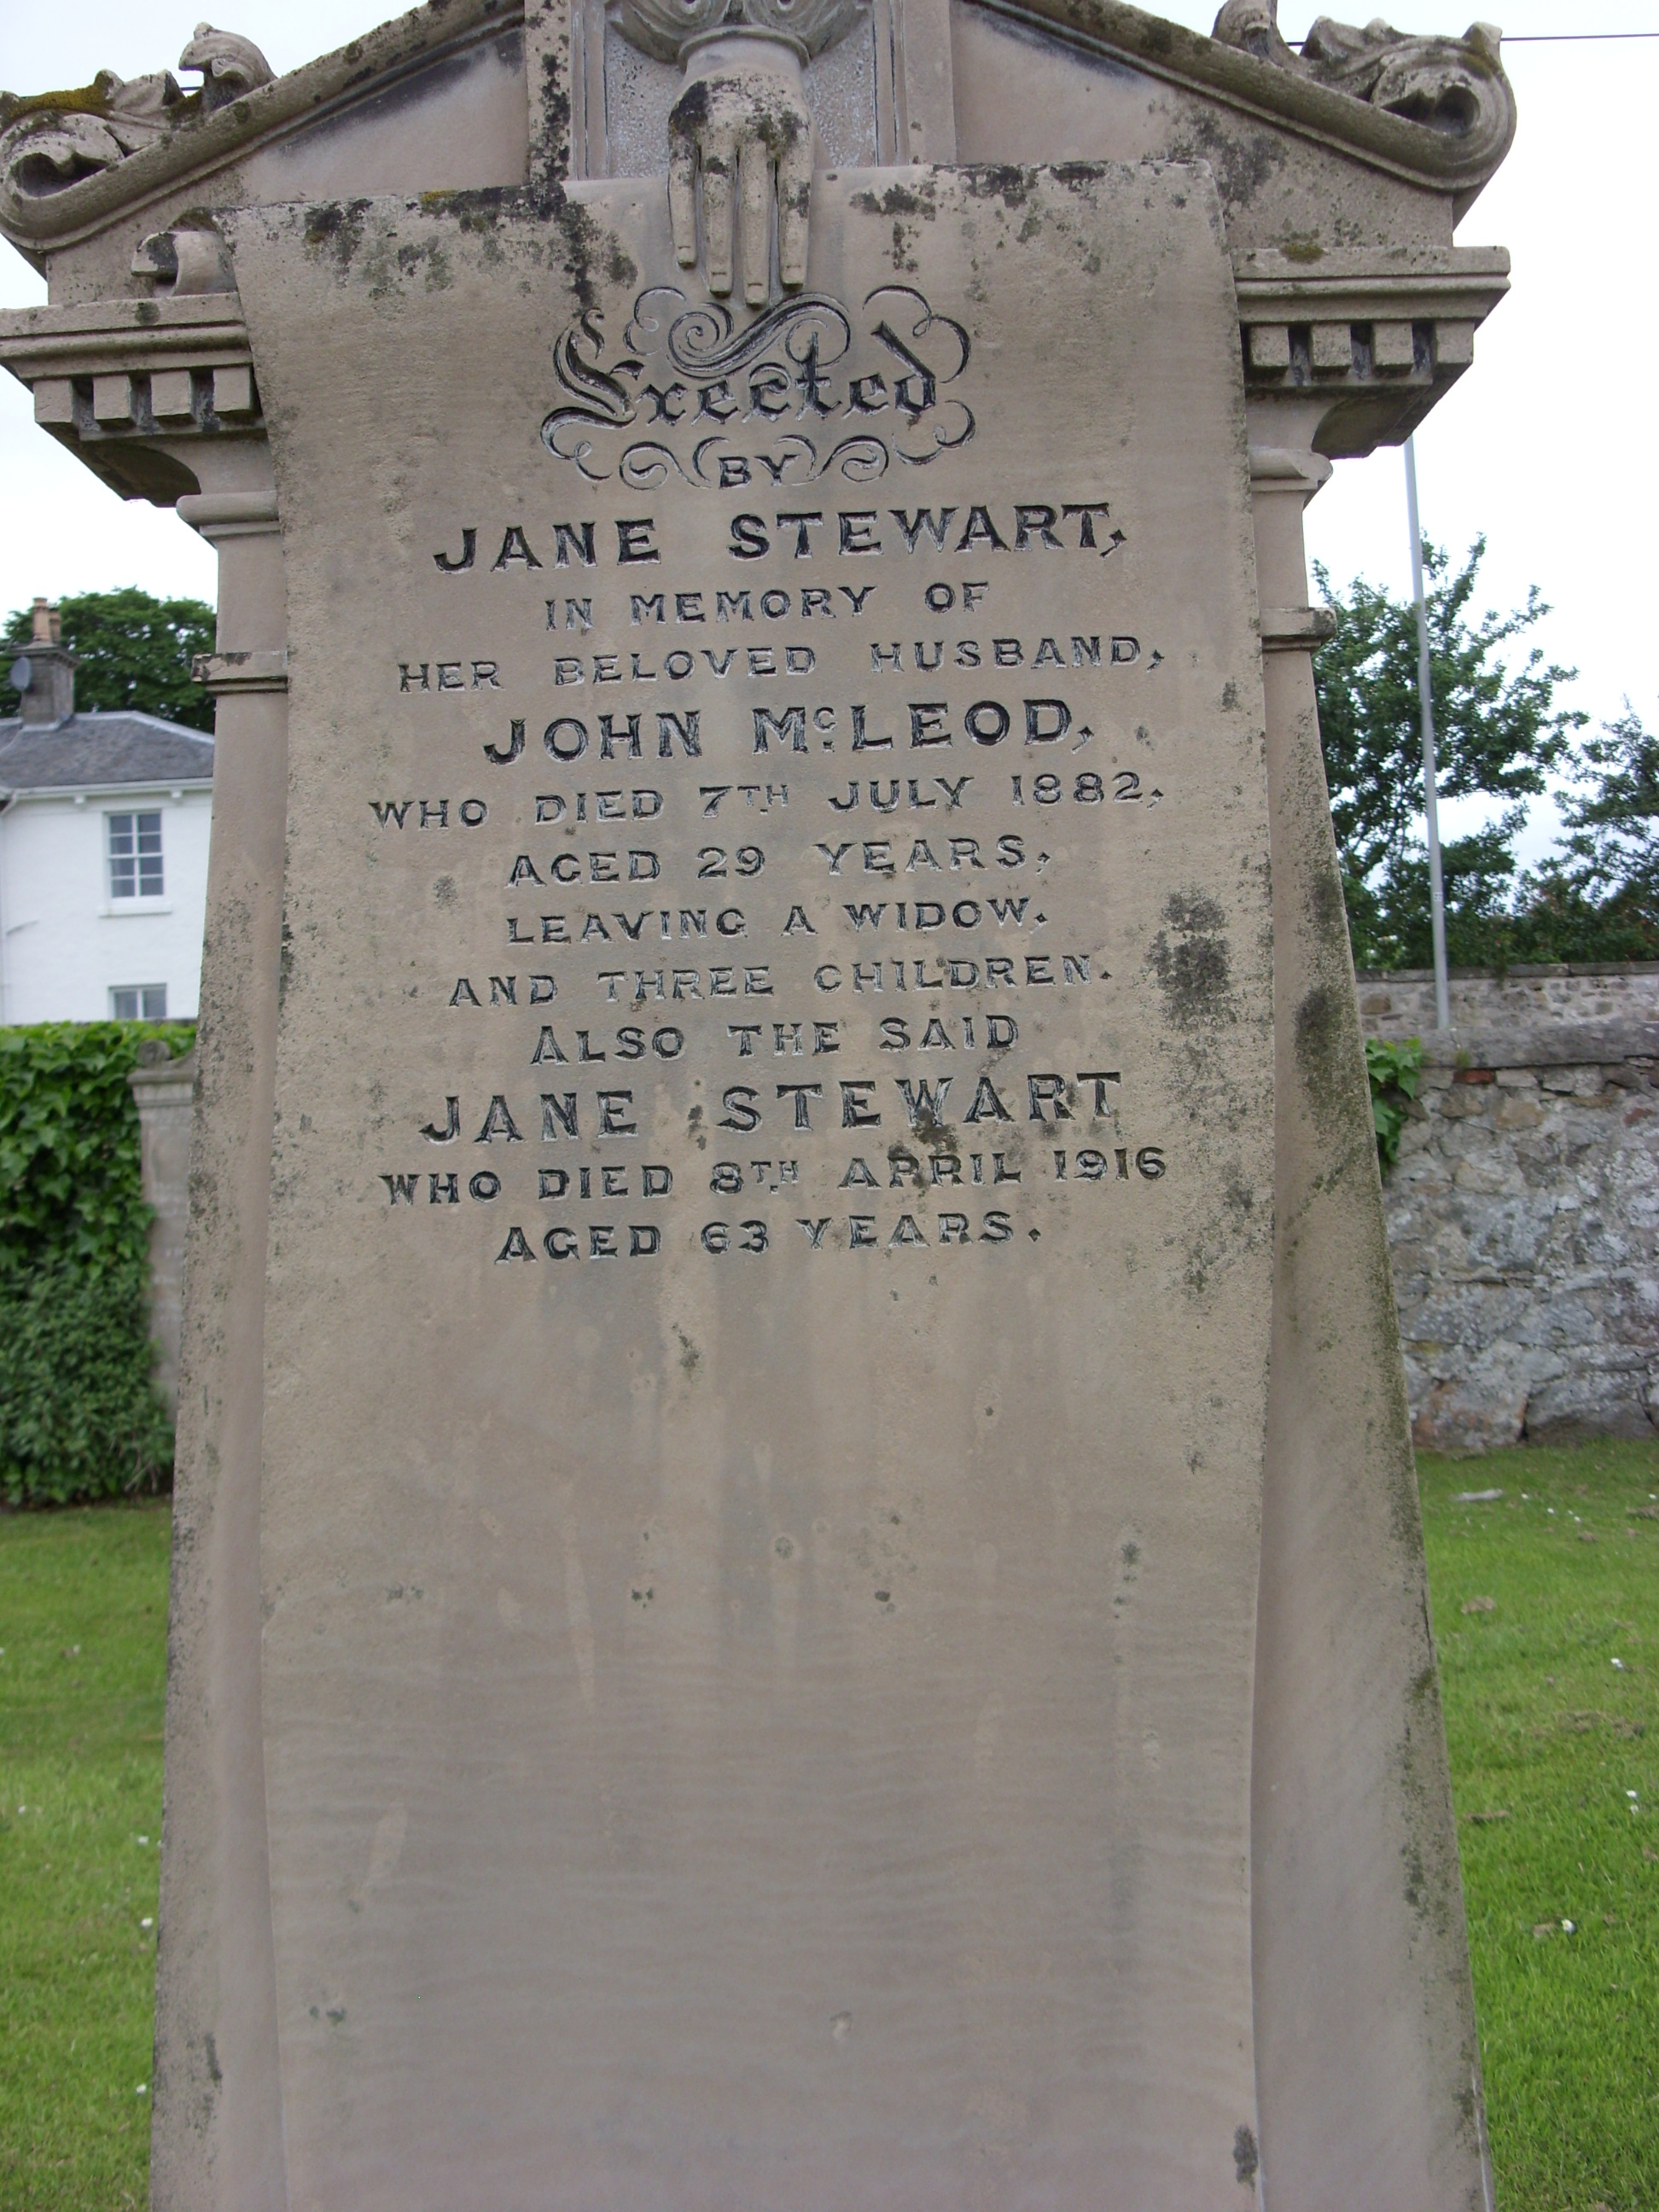 Erected
BY
JANE STEWART,
IN MEMORY OF
HER BELOVED HUSBAND,
JOHN McLEOD,
WHO DIED 7TH JULY 1882,
AGED 29 YEARS,
LEAVING A WIDOW,
AND THREE CHILDREN.
ALSO THE SAID
JANE STEWART
WHO DIED 8TH APRIL 1916
AGED 63 YEARS.